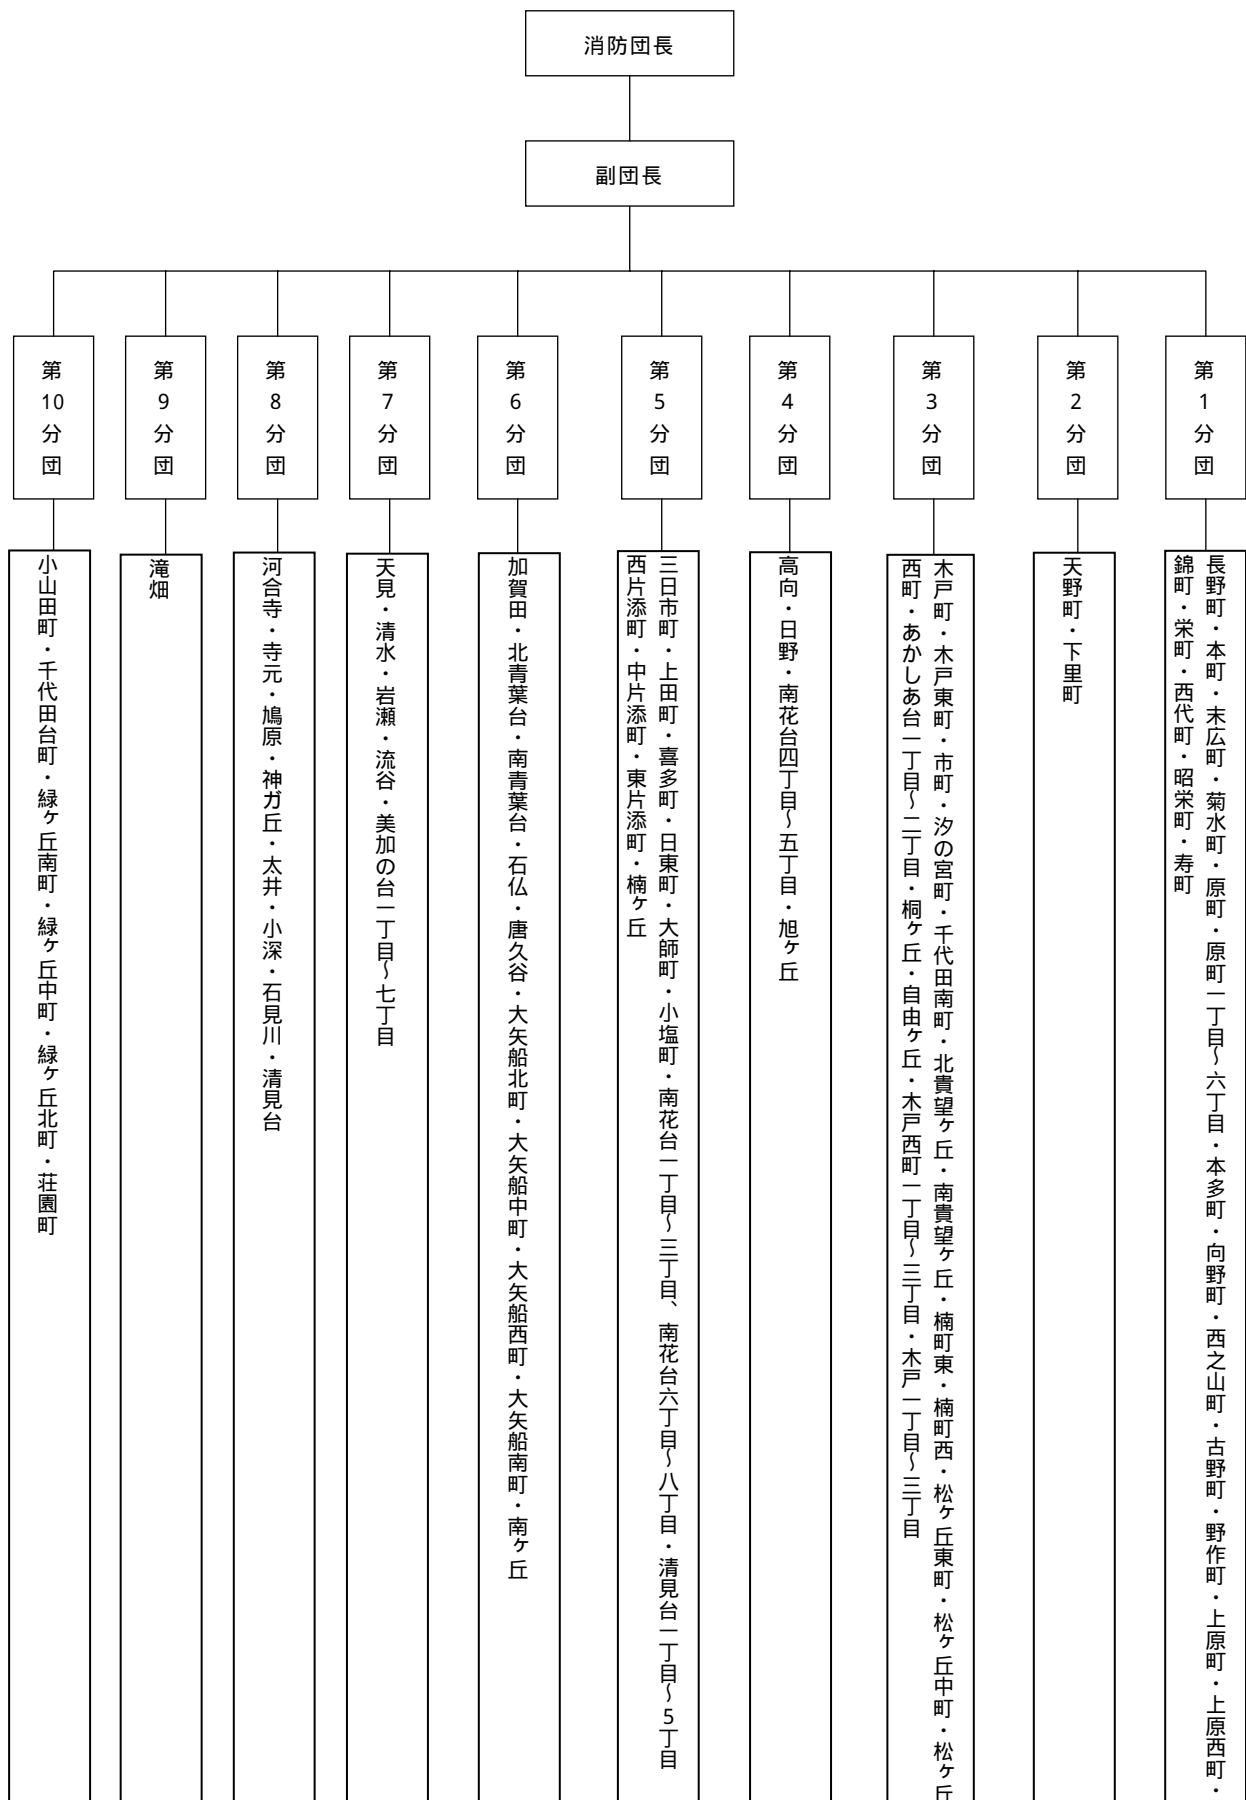 消防団長
副団長
第1分団
第2分団
第3分団
第4分団
第5分団
第6分団
第7分団
第8分団
第9分団
第10分団
長野町・本町・末広町・菊水町・原町・原町一丁目～六丁目・本多町・向野町・西之山町・古野町・野作町・上原町・上原西町・
錦町・栄町・西代町・昭栄町・寿町
天野町・下里町
木戸町・木戸東町・市町・汐の宮町・千代田南町・北貴望ヶ丘・南貴望ヶ丘・楠町東・楠町西・松ヶ丘東町・松ヶ丘中町・松ヶ丘
西町・あかしあ台一丁目～二丁目・桐ヶ丘・自由ヶ丘・木戸西町一丁目～三丁目・木戸一丁目～三丁目
高向・日野・南花台四丁目～五丁目・旭ヶ丘
三日市町・上田町・喜多町・日東町・大師町・小塩町・南花台一丁目～三丁目、南花台六丁目～八丁目・清見台一丁目～5丁目
西片添町・中片添町・東片添町・楠ヶ丘
加賀田・北青葉台・南青葉台・石仏・唐久谷・大矢船北町・大矢船中町・大矢船西町・大矢船南町・南ヶ丘
天見・清水・岩瀬・流谷・美加の台一丁目～七丁目
河合寺・寺元・鳩原・神ガ丘・太井・小深・石見川・清見台
滝畑
小山田町・千代田台町・緑ヶ丘南町・緑ヶ丘中町・緑ヶ丘北町・荘園町